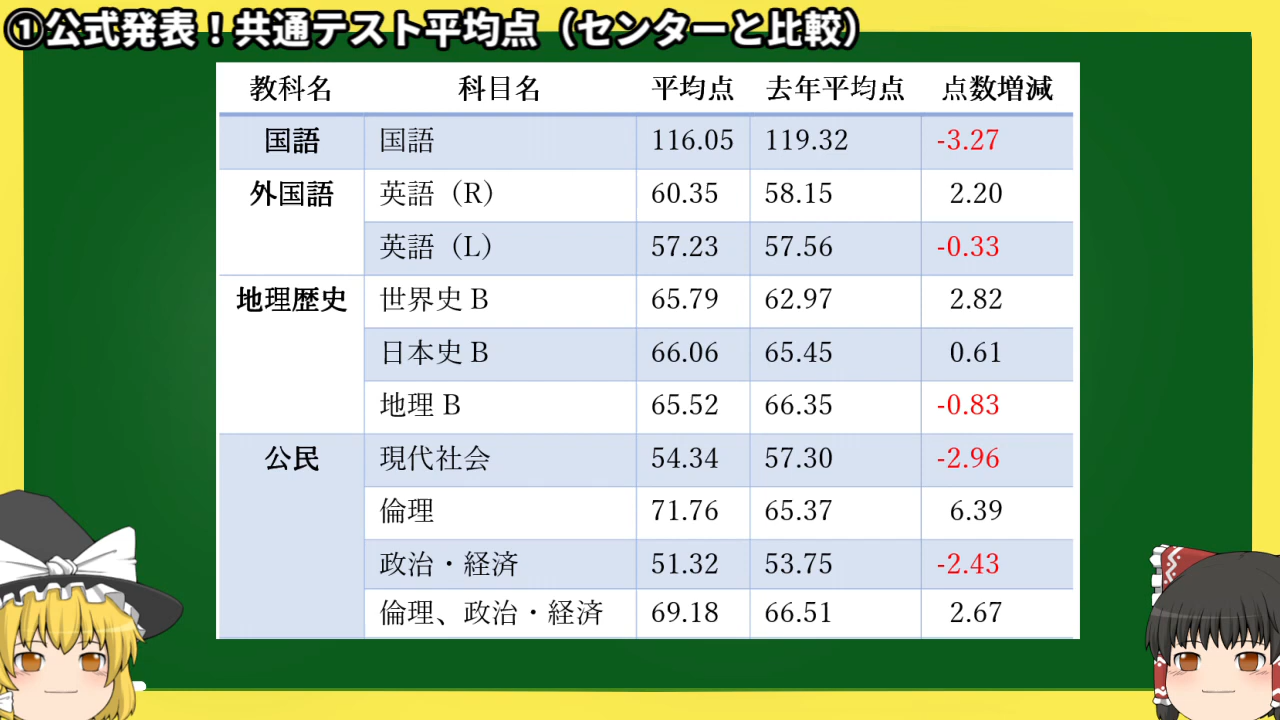 ①公式発表！共通テスト平均点（センターと比較）
教科名 科目名 平均点 去年平均点 点数増減
国語 国語 116.05 119.32 -3.27
外国語 英語（R） 60.35 58.15 2.20
英語（L） 57.23 57.56 -0.33
地理歴史 世界史 B 65.79 62.97 2.82
日本史 B 66.06 65.45 0.61
地理 B 65.52 66.35 -0.83
公民 現代社会 54.34 57.30 -2.96
倫理 71.76 65.37 6.39
政治・経済 51.32 53.75 -2.43
倫理、政治・経済 69.18 66.51 2.67